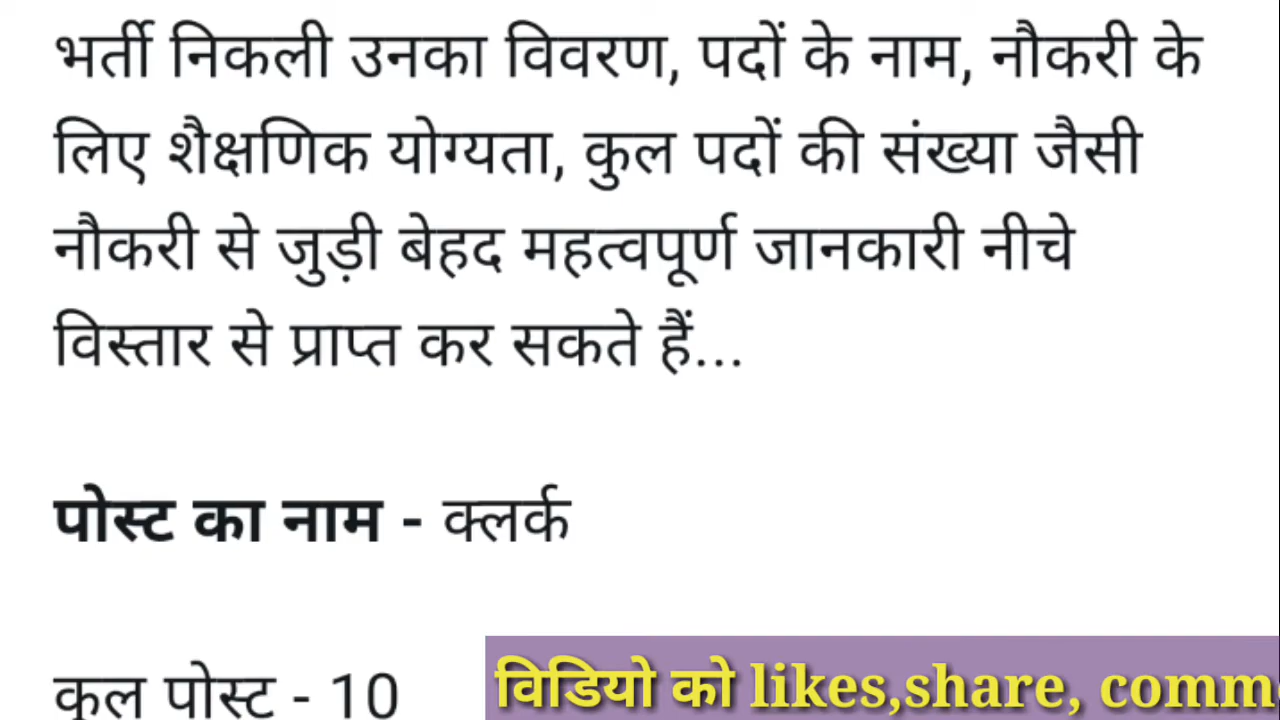 भर्ती निकली उनका विवरण, पदों के नाम, नौकरी के
लिए शैक्षणिक योग्यता, कुल पदों की संख्या जैसी
नौकरी से जुड़ी बेहद महत्वपूर्ण जानकारी नीचे
विस्तार से प्राप्त कर सकते हैं...
पोस्ट का नाम - क्लर्क
कुल पोस्ट - 10
विडियो को likes,share, comm